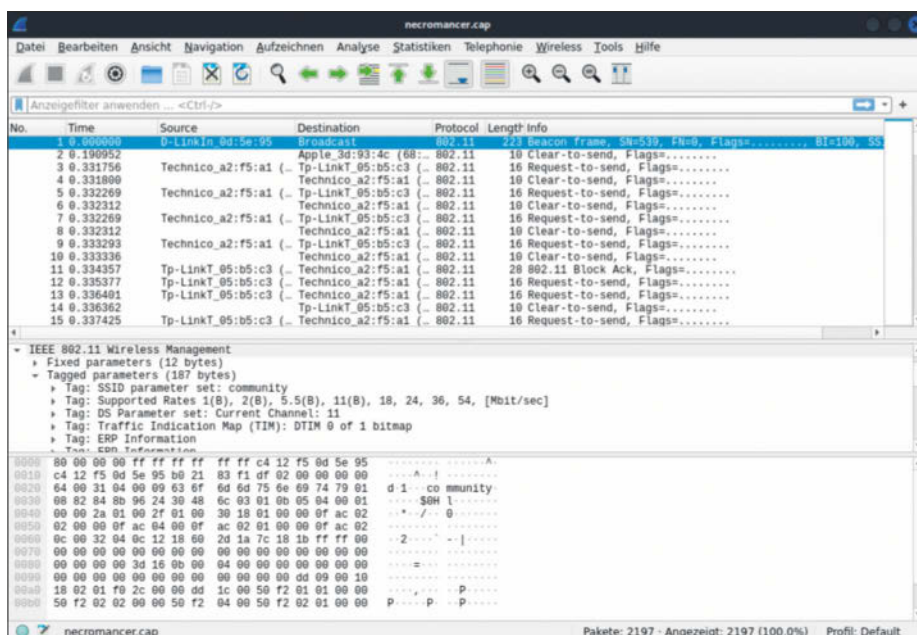 necromancer.cap
Datei Bearbeiten Ansicht Navigation Aufzeichnen Analyse Statistiken Telephonie Wireless Tools Hilfe
Anzeigefilter anwenden ... <Ctrl-/>
No. Time Source Destination Protocol Length Info
1 0.000000 D-LinkIn_0d:5e:95 Broadcast 802.11 223 Beacon frame, SN=539, FN=0, Flags=........, BI=100, SS
2 0.190952 Apple_3d:93:4c (68:… 802.11 10 Clear-to-send, Flags=........
3 0.331756 Technico_a2:f5:a1 (… Tp-LinkT_05:b5:c3 (… 802.11 16 Request-to-send, Flags=........
4 0.331800 Technico_a2:f5:a1 (… 802.11 10 Clear-to-send, Flags=........
5 0.332269 Technico_a2:f5:a1 (… Tp-LinkT_05:b5:c3 (… 802.11 16 Request-to-send, Flags=........
6 0.332312 Technico_a2:f5:a1 (… 802.11 10 Clear-to-send, Flags=........
7 0.332269 Technico_a2:f5:a1 (… Tp-LinkT_05:b5:c3 (… 802.11 16 Request-to-send, Flags=........
8 0.332312 Technico_a2:f5:a1 (… 802.11 10 Clear-to-send, Flags=........
9 0.333293 Technico_a2:f5:a1 (… Tp-LinkT_05:b5:c3 (… 802.11 16 Request-to-send, Flags=........
10 0.333336 Technico_a2:f5:a1 (… 802.11 10 Clear-to-send, Flags=........
11 0.334357 Tp-LinkT_05:b5:c3 (… Technico_a2:f5:a1 (… 802.11 28 802.11 Block Ack, Flags=........
12 0.335377 Tp-LinkT_05:b5:c3 (… Technico_a2:f5:a1 (… 802.11 16 Request-to-send, Flags=........
13 0.336401 Tp-LinkT_05:b5:c3 (… Technico_a2:f5:a1 (… 802.11 16 Request-to-send, Flags=........
14 0.336362 Tp-LinkT_05:b5:c3 (… 802.11 10 Clear-to-send, Flags=........
15 0.337425 Tp-LinkT_05:b5:c3 (… Technico_a2:f5:a1 (… 802.11 16 Request-to-send, Flags=........
IEEE 802.11 Wireless Management
Fixed parameters (12 bytes)
Tagged parameters (187 bytes)
Tag: SSID parameter set: community
Tag: Supported Rates 1(B), 2(B), 5.5(B), 11(B), 18, 24, 36, 54, [Mbit/sec]
Tag: DS Parameter set: Current Channel: 11
Tag: Traffic Indication Map (TIM): DTIM 0 of 1 bitmap
Tag: ERP Information
Tag: ERP Information
0000 80 00 00 00 ff ff ff ff ff ff c4 12 f5 0d 5e 95 ··············^·
0010 c4 12 f5 0d 5e 95 b0 21 83 f1 df 02 00 00 00 00 ····^··!········
0020 64 00 31 04 00 09 63 6f 6d 6d 75 6e 69 74 79 01 d·1···co mmunity·
0030 08 82 84 8b 96 24 30 48 6c 03 01 0b 05 04 00 01 ·····$0H l·······
0040 00 00 2a 01 00 2f 01 00 30 18 01 00 00 0f ac 02 ··*··/·· 0·······
0050 02 00 00 0f ac 04 00 0f ac 02 01 00 00 0f ac 02 ················
0060 0c 00 32 04 0c 12 18 60 2d 1a 7c 18 1b ff ff 00 ··2····` -·|·····
0070 00 00 00 00 00 00 00 00 00 00 00 00 00 00 00 00 ················
0080 00 00 00 00 3d 16 0b 00 04 00 00 00 00 00 00 00 ····=···········
0090 00 00 00 00 00 00 00 00 00 00 00 00 dd 09 00 10 ················
00a0 18 02 01 f0 2c 00 00 dd 1c 00 50 f2 01 01 00 00 ····,··· ··P·····
00b0 50 f2 02 02 00 00 50 f2 04 00 50 f2 02 01 00 00 P·····P· ··P·····
necromancer.cap Pakete: 2197 · Angezeigt: 2197 (100.0%) Profil: Default